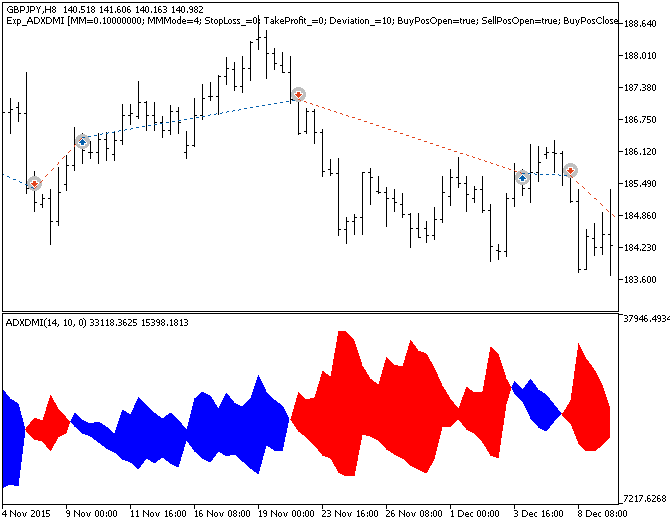 GBPJPY,H8 140.518 141.606 140.163 140.982
Exp_ADXDMI [MM=0.10000000; MMMode=4; StopLoss_=0; TakeProfit_=0; Deviation_=10; BuyPosOpen=true; SellPosOpen=true; BuyPosClose
188.640
188.010
187.380
186.750
186.120
185.490
184.860
184.230
183.600
ADXDMI(14, 10, 0) 33118.3625 15398.1813
37946.4934
7217.6268
4 Nov 2015 9 Nov 00:00 11 Nov 16:00 16 Nov 08:00 19 Nov 00:00 23 Nov 16:00 26 Nov 08:00 1 Dec 00:00 3 Dec 16:00 8 Dec 08:00